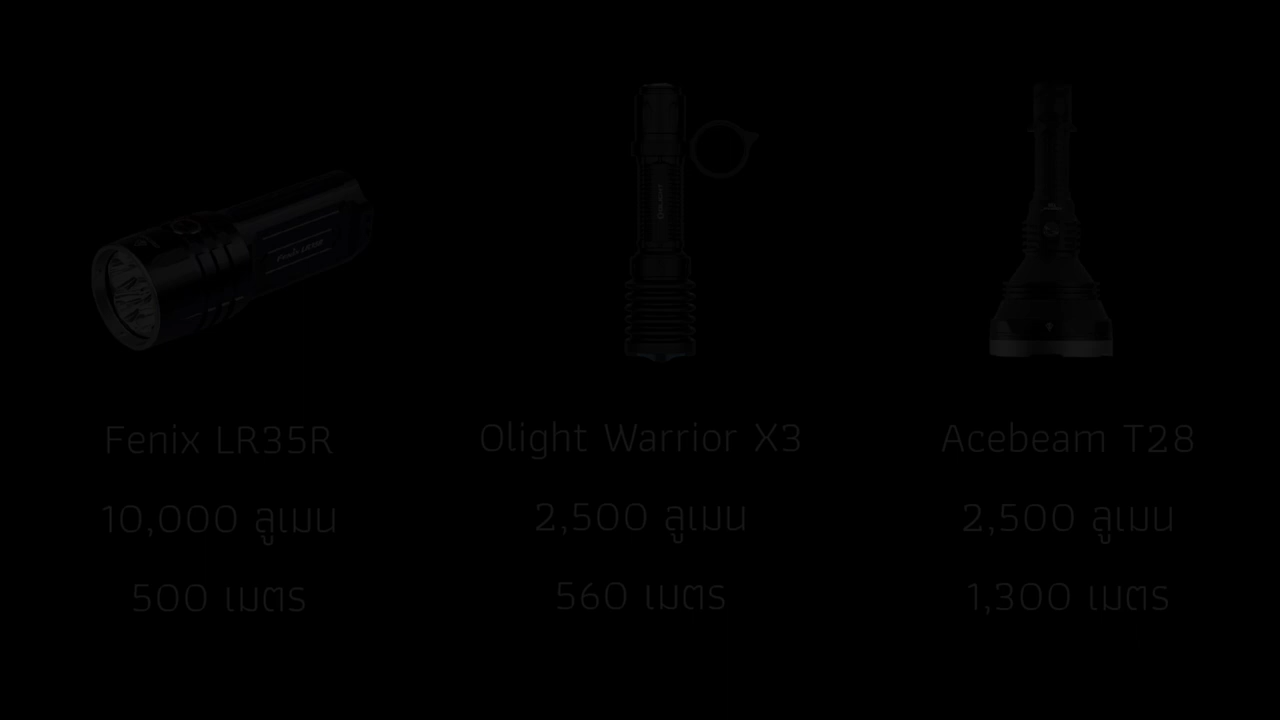 Fenix LR35R
10,000 ลูเมน
500 เมตร
Olight Warrior X3
2,500 ลูเมน
560 เมตร
Acebeam T28
2,500 ลูเมน
1,300 เมตร